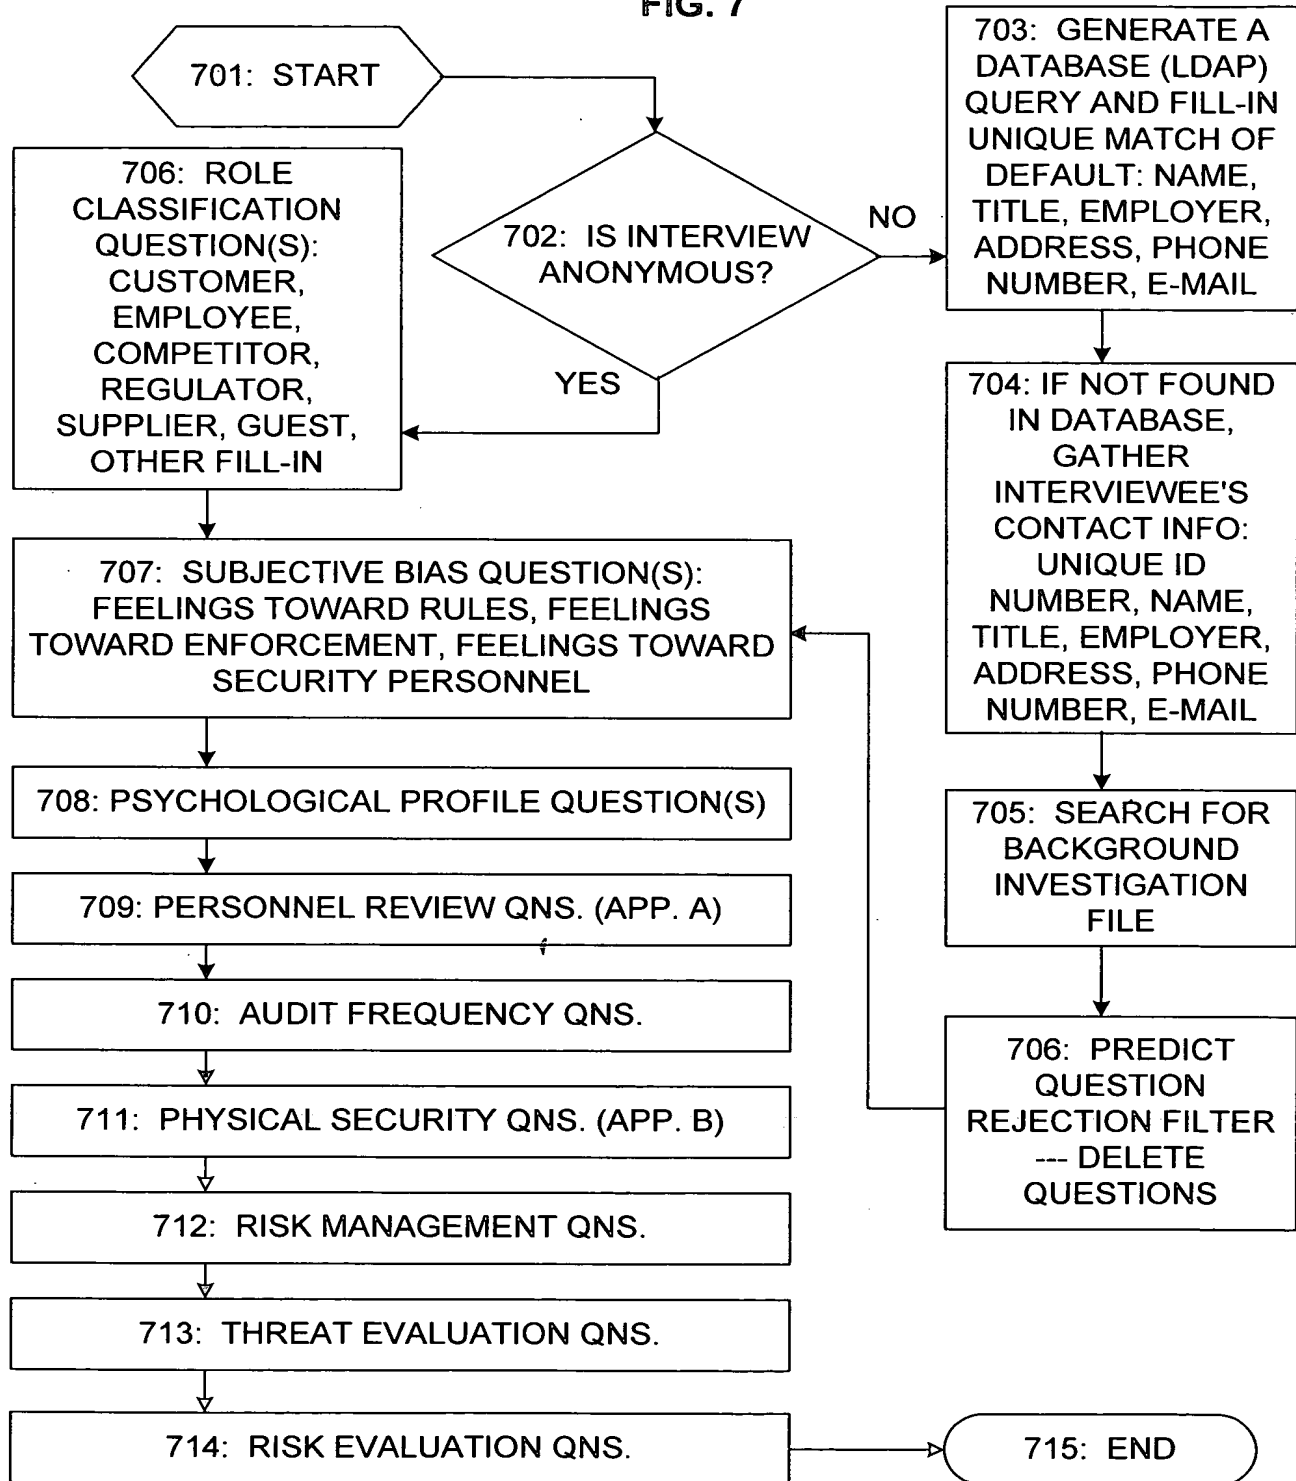 FIG. 7
701: START
702: IS INTERVIEW
ANONYMOUS?
NO
YES
703: GENERATE A
DATABASE (LDAP)
QUERY AND FILL-IN
UNIQUE MATCH OF
DEFAULT: NAME,
TITLE, EMPLOYER,
ADDRESS, PHONE
NUMBER, E-MAIL
704: IF NOT FOUND
IN DATABASE,
GATHER
INTERVIEWEE'S
CONTACT INFO:
UNIQUE ID
NUMBER, NAME,
TITLE, EMPLOYER,
ADDRESS, PHONE
NUMBER, E-MAIL
705: SEARCH FOR
BACKGROUND
INVESTIGATION
FILE
706: PREDICT
QUESTION
REJECTION FILTER
--- DELETE
QUESTIONS
706: ROLE
CLASSIFICATION
QUESTION(S):
CUSTOMER,
EMPLOYEE,
COMPETITOR,
REGULATOR,
SUPPLIER, GUEST,
OTHER FILL-IN
707: SUBJECTIVE BIAS QUESTION(S):
FEELINGS TOWARD RULES, FEELINGS
TOWARD ENFORCEMENT, FEELINGS TOWARD
SECURITY PERSONNEL
708: PSYCHOLOGICAL PROFILE QUESTION(S)
709: PERSONNEL REVIEW QNS. (APP. A)
710: AUDIT FREQUENCY QNS.
711: PHYSICAL SECURITY QNS. (APP. B)
712: RISK MANAGEMENT QNS.
713: THREAT EVALUATION QNS.
714: RISK EVALUATION QNS.
715: END